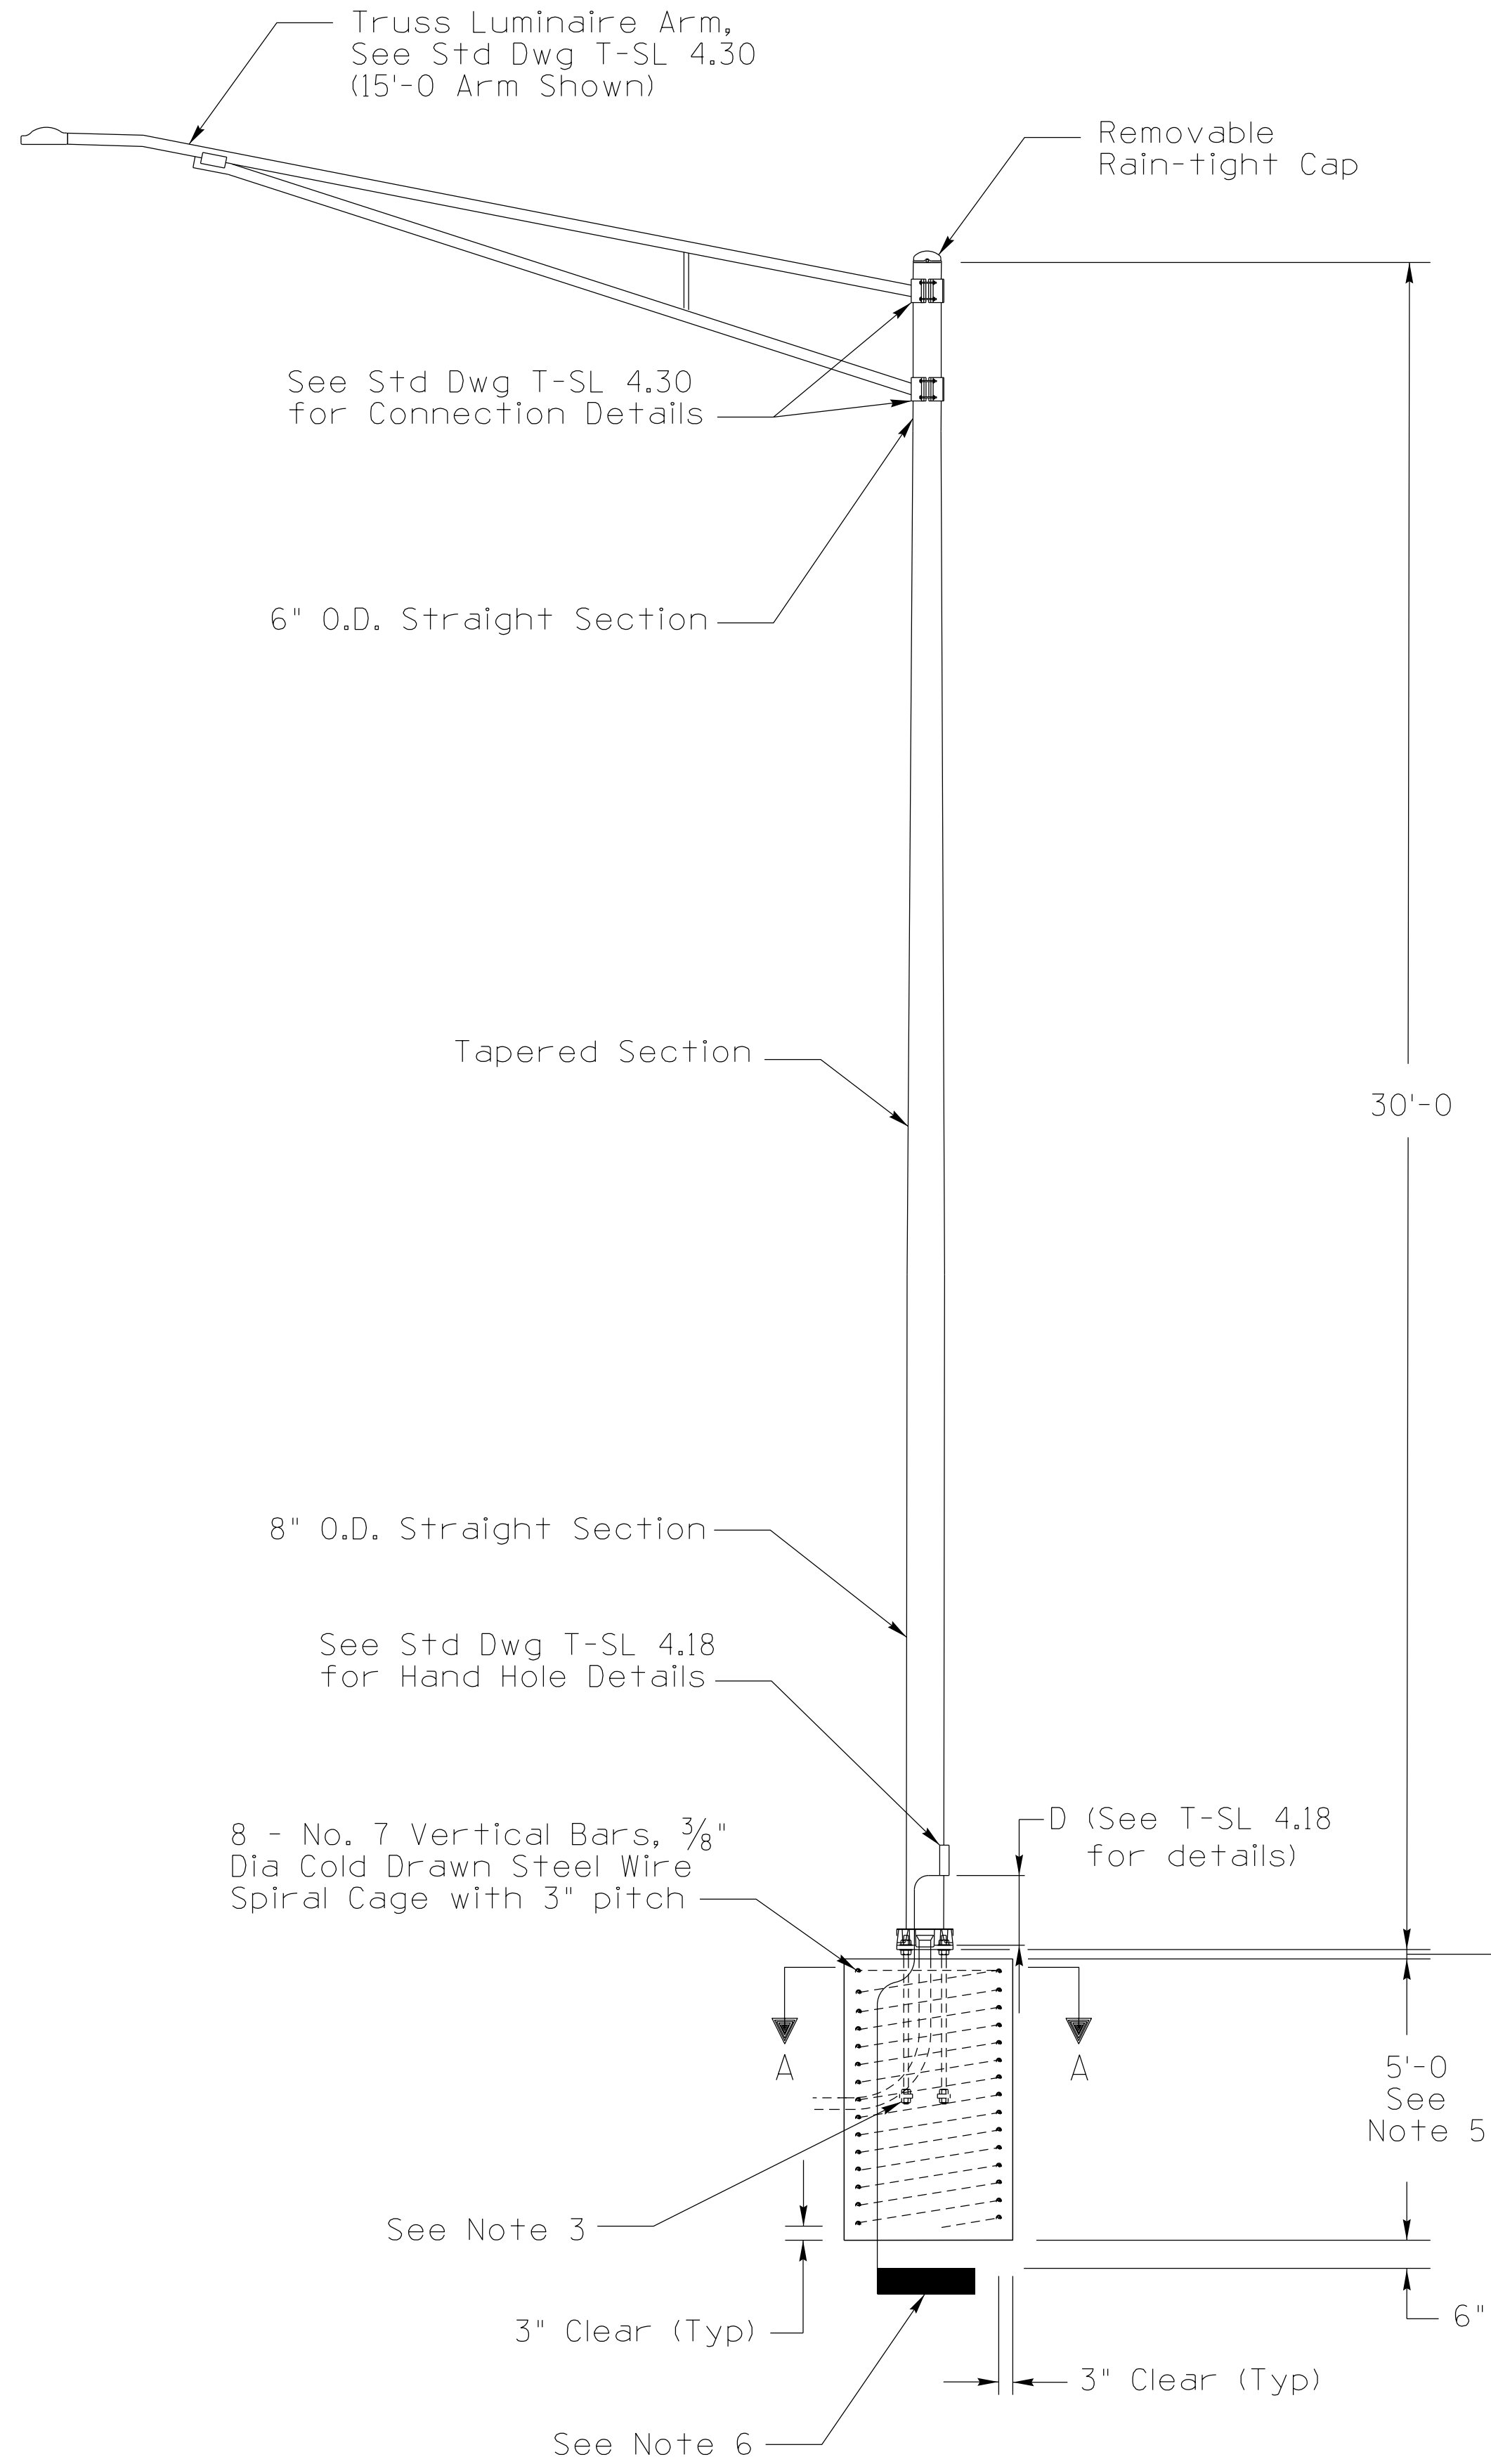 Truss Luminaire Arm,
See Std Dwg T-SL 4.30
(15'-0 Arm Shown)
Removable
Rain-tight Cap
See Std Dwg T-SL 4.30
for Connection Details
6" O.D. Straight Section
Tapered Section
30'-0
8" O.D. Straight Section
See Std Dwg T-SL 4.18
for Hand Hole Details
8 - No. 7 Vertical Bars, 3/8"
Dia Cold Drawn Steel Wire
Spiral Cage with 3" pitch
D (See T-SL 4.18
for details)
A
A
5'-0
See
Note 5
See Note 3
3" Clear (Typ)
6"
3" Clear (Typ)
See Note 6